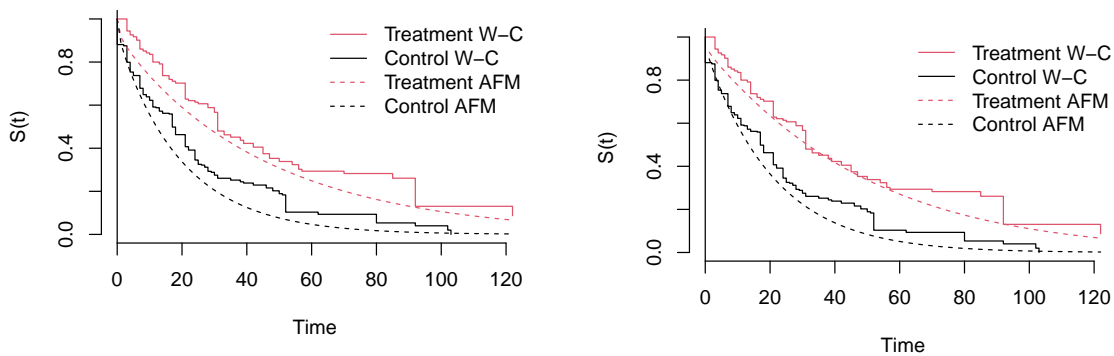 S(t)
0.0
0.4
0.8
0
20
40
60
80
100
120
Time
Treatment W−C
Control W−C
Treatment AFM
Control AFM
S(t)
0.0
0.4
0.8
0
20
40
60
80
100
120
Time
Treatment W−C
Control W−C
Treatment AFM
Control AFM